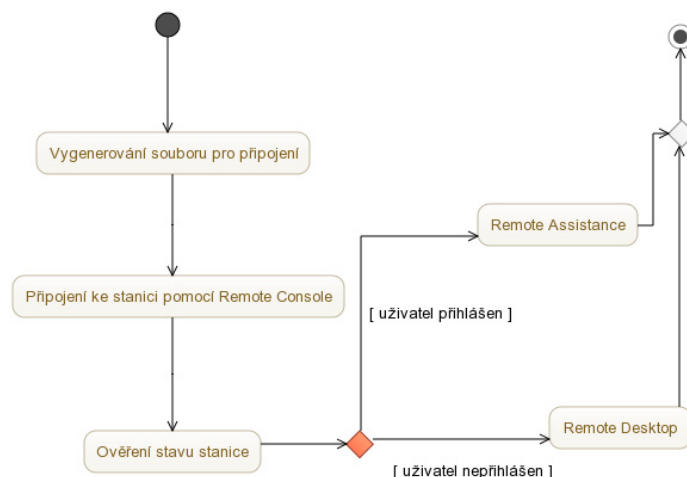 Vygenerování souboru pro připojení
Remote Assistance
Připojení ke stanici pomocí Remote Console
[ uživatel přihlášen ]
Remote Desktop
Ověření stavu stanice
[ uživatel nepřihlášen ]